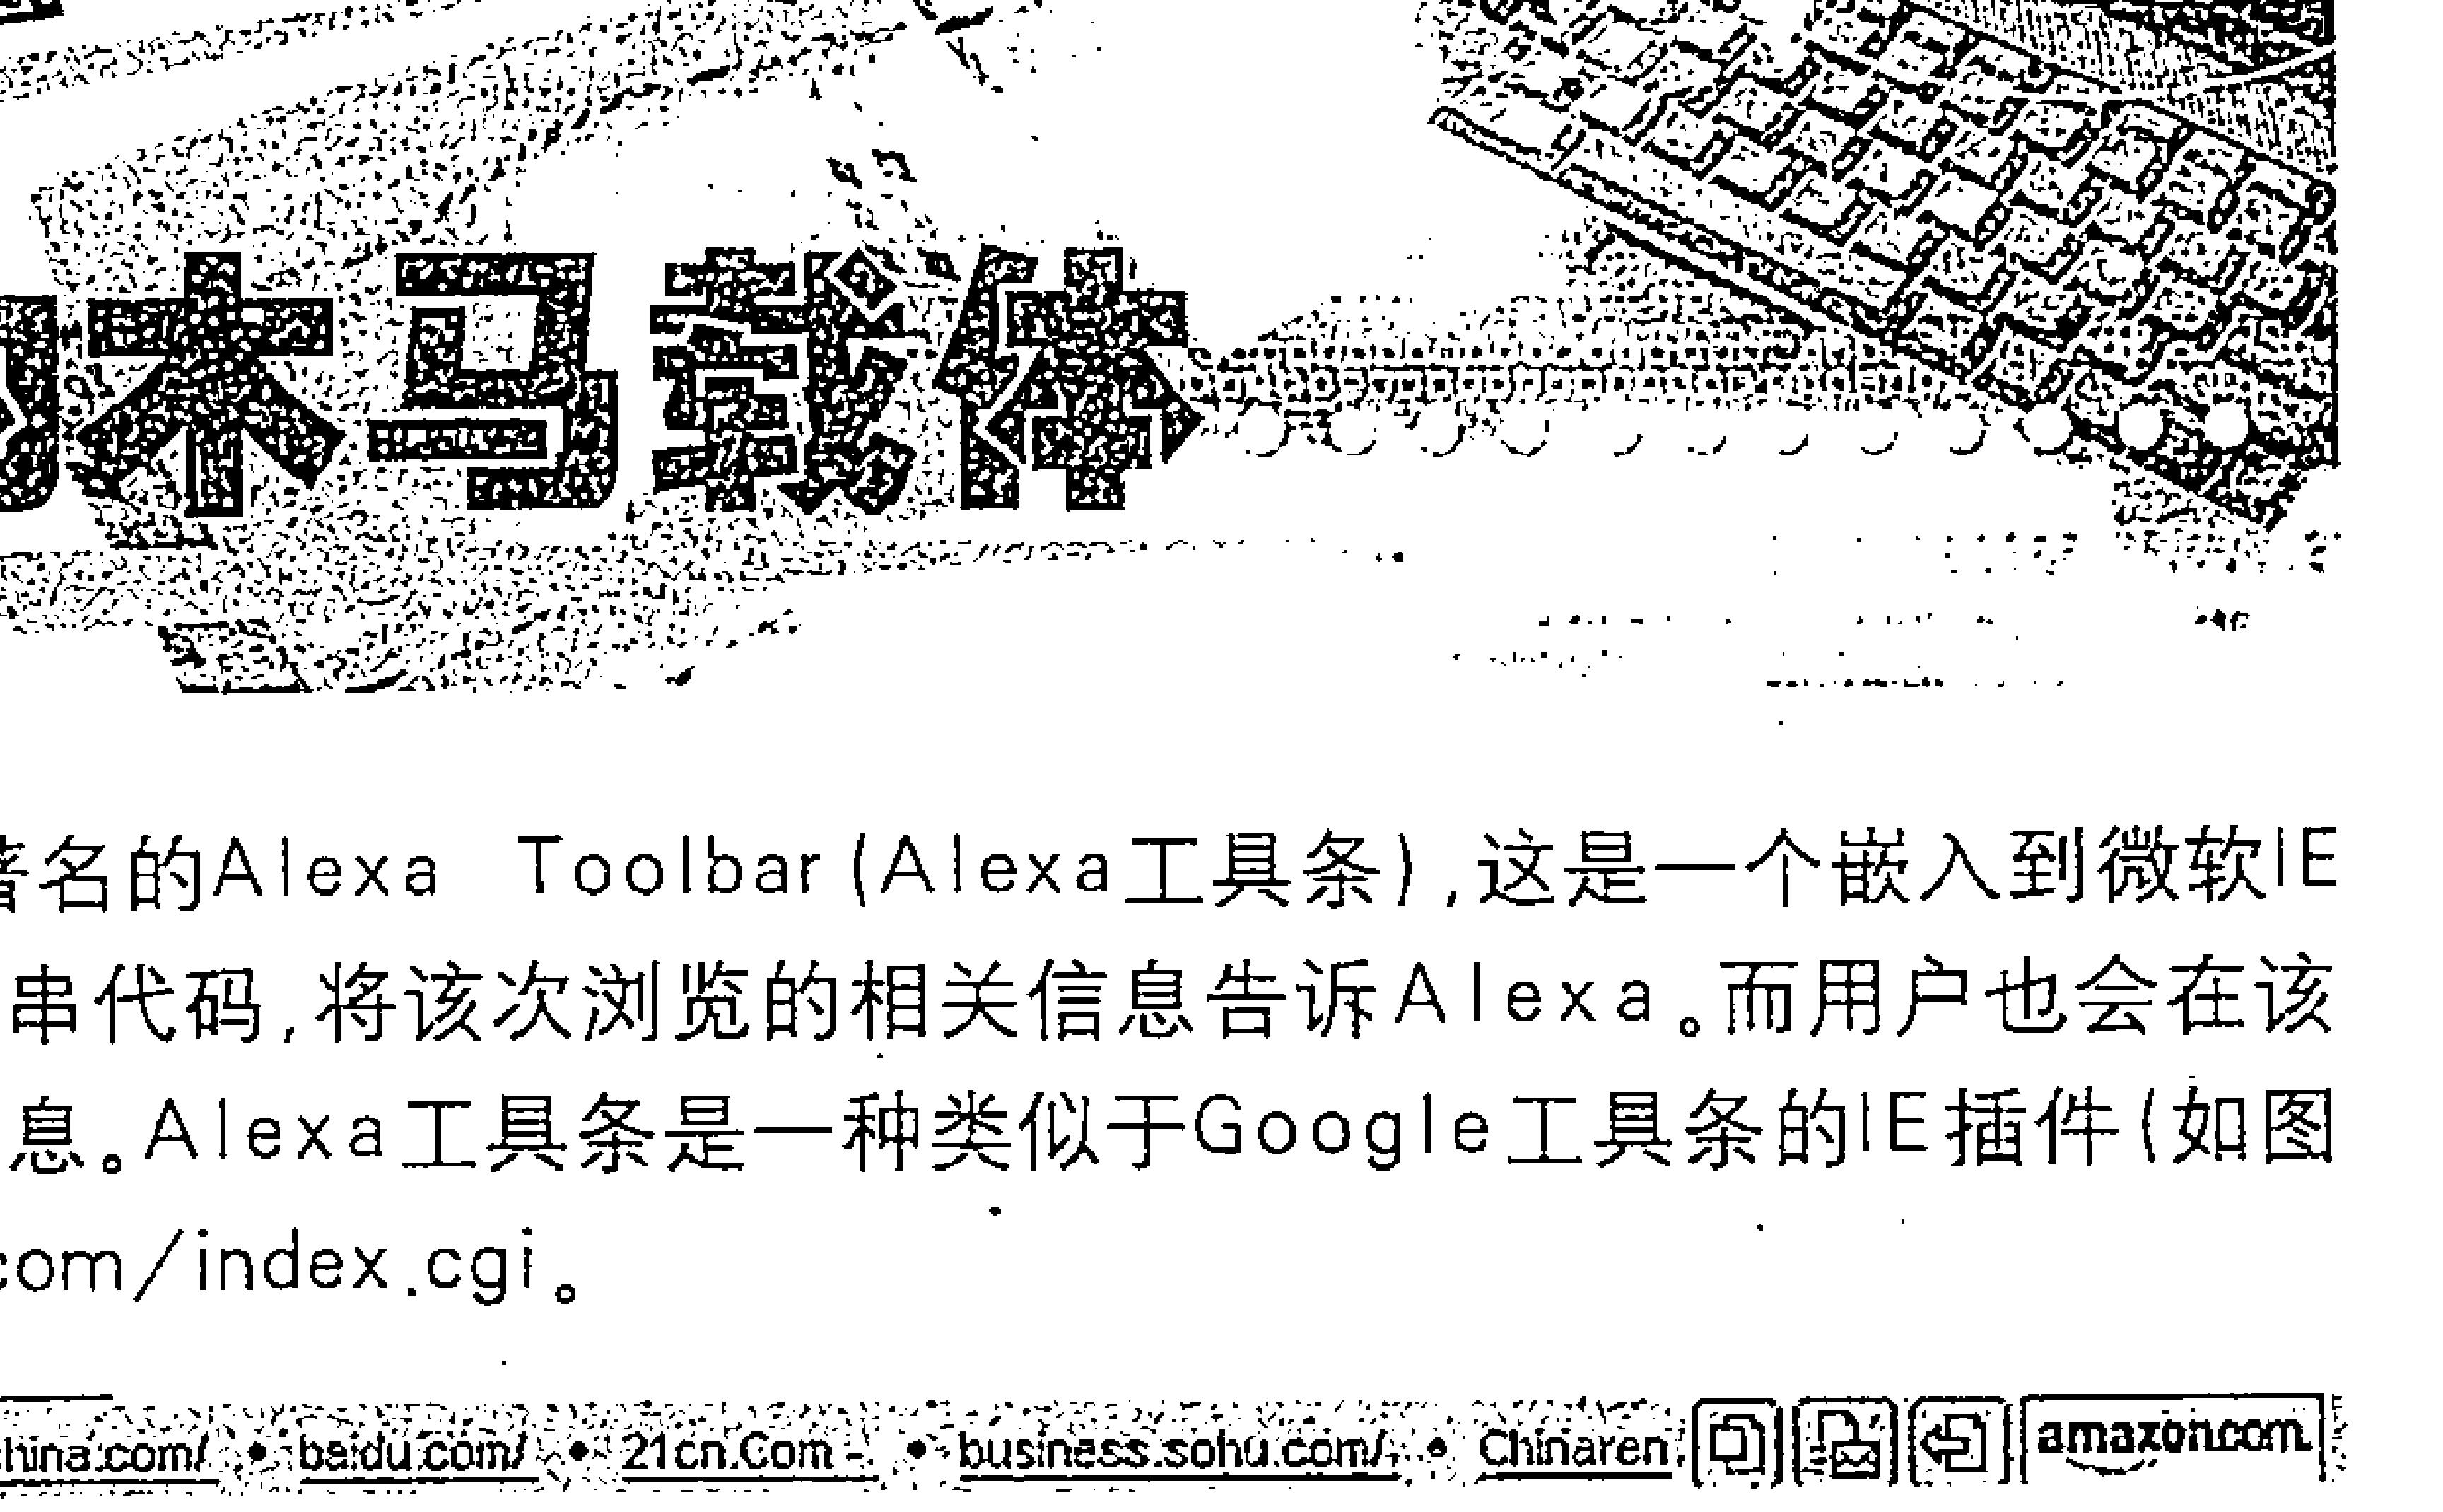 木马载体
著名的Alexa Toolbar(Alexa工具条),这是一个嵌入到微软IE
串代码,将该次浏览的相关信息告诉Alexa。而用户也会在该
息。Alexa工具条是一种类似于Google工具条的IE插件(如图
com/index.cgi。
china.com/ • baidu.com/ • 21cn.Com - • business.sohu.com/ • Chinaren amazon.com